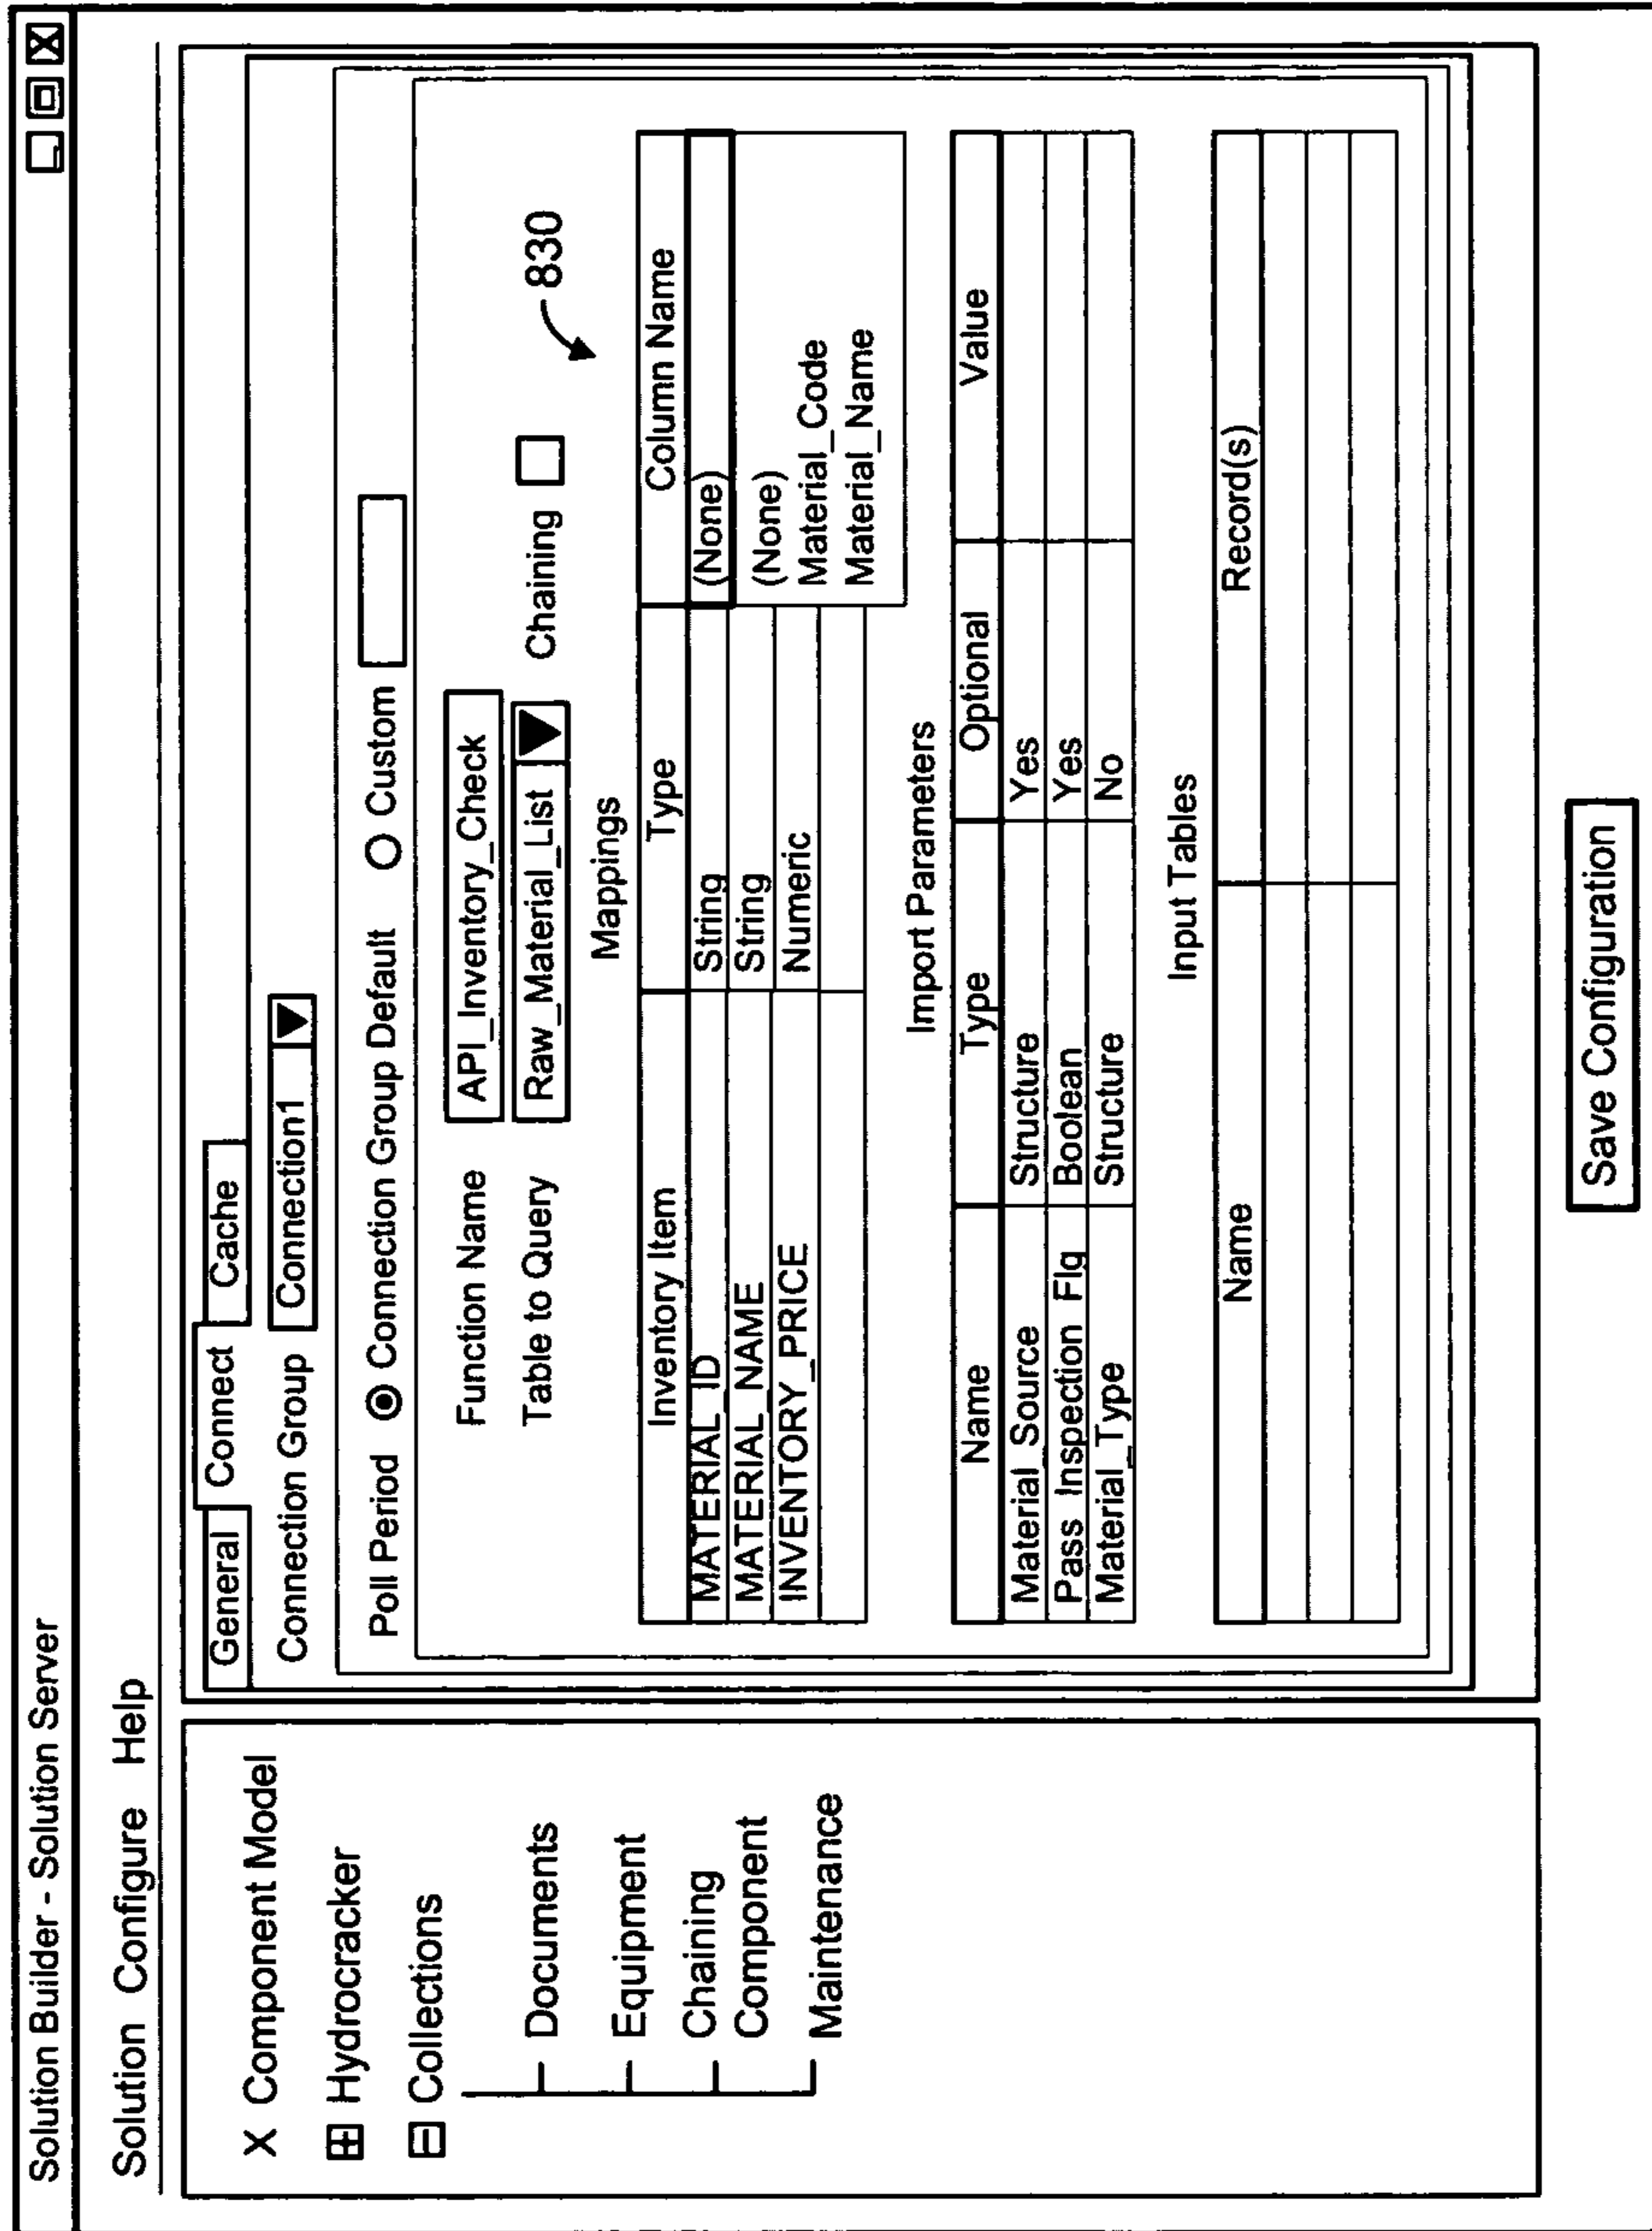 Solution Builder - Solution Server
Solution Configure Help
X Component Model
Hydrocracker
Collections
Documents
Equipment
Chaining
Component
Maintenance
General Connect Cache
Connection Group Connection1
Poll Period Connection Group Default Custom
Function Name API_Inventory_Check
Table to Query Raw_Material_List Chaining
830
Mappings
Inventory Item Type Column Name
MATERIAL_ID String (None)
MATERIAL_NAME String (None)
INVENTORY_PRICE Numeric Material_Code
Material_Name
Import Parameters
Name Type Optional Value
Material_Source Structure Yes
Pass_Inspection_Flg Boolean Yes
Material_Type Structure No
Input Tables
Name Record(s)
Save Configuration